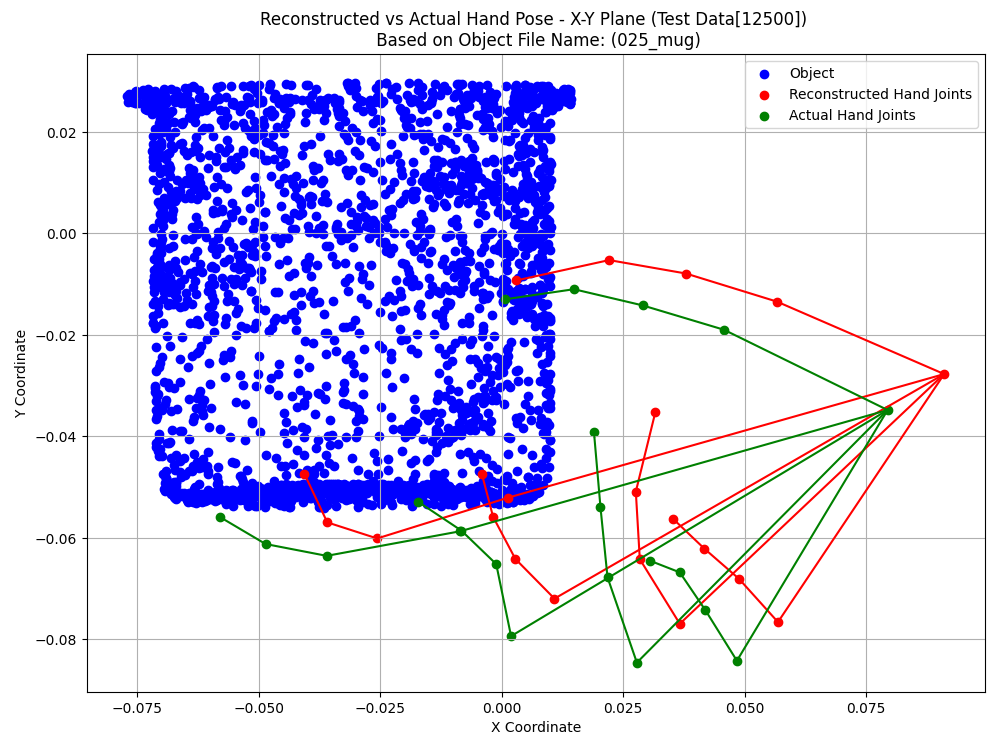 Reconstructed vs Actual Hand Pose - X-Y Plane (Test Data[12500])
Based on Object File Name: (025_mug)
Object
Reconstructed Hand Joints
Actual Hand Joints
0.02
0.00
−0.02
−0.04
−0.06
−0.08
Y Coordinate
−0.075
−0.050
−0.025
0.000
0.025
0.050
0.075
X Coordinate